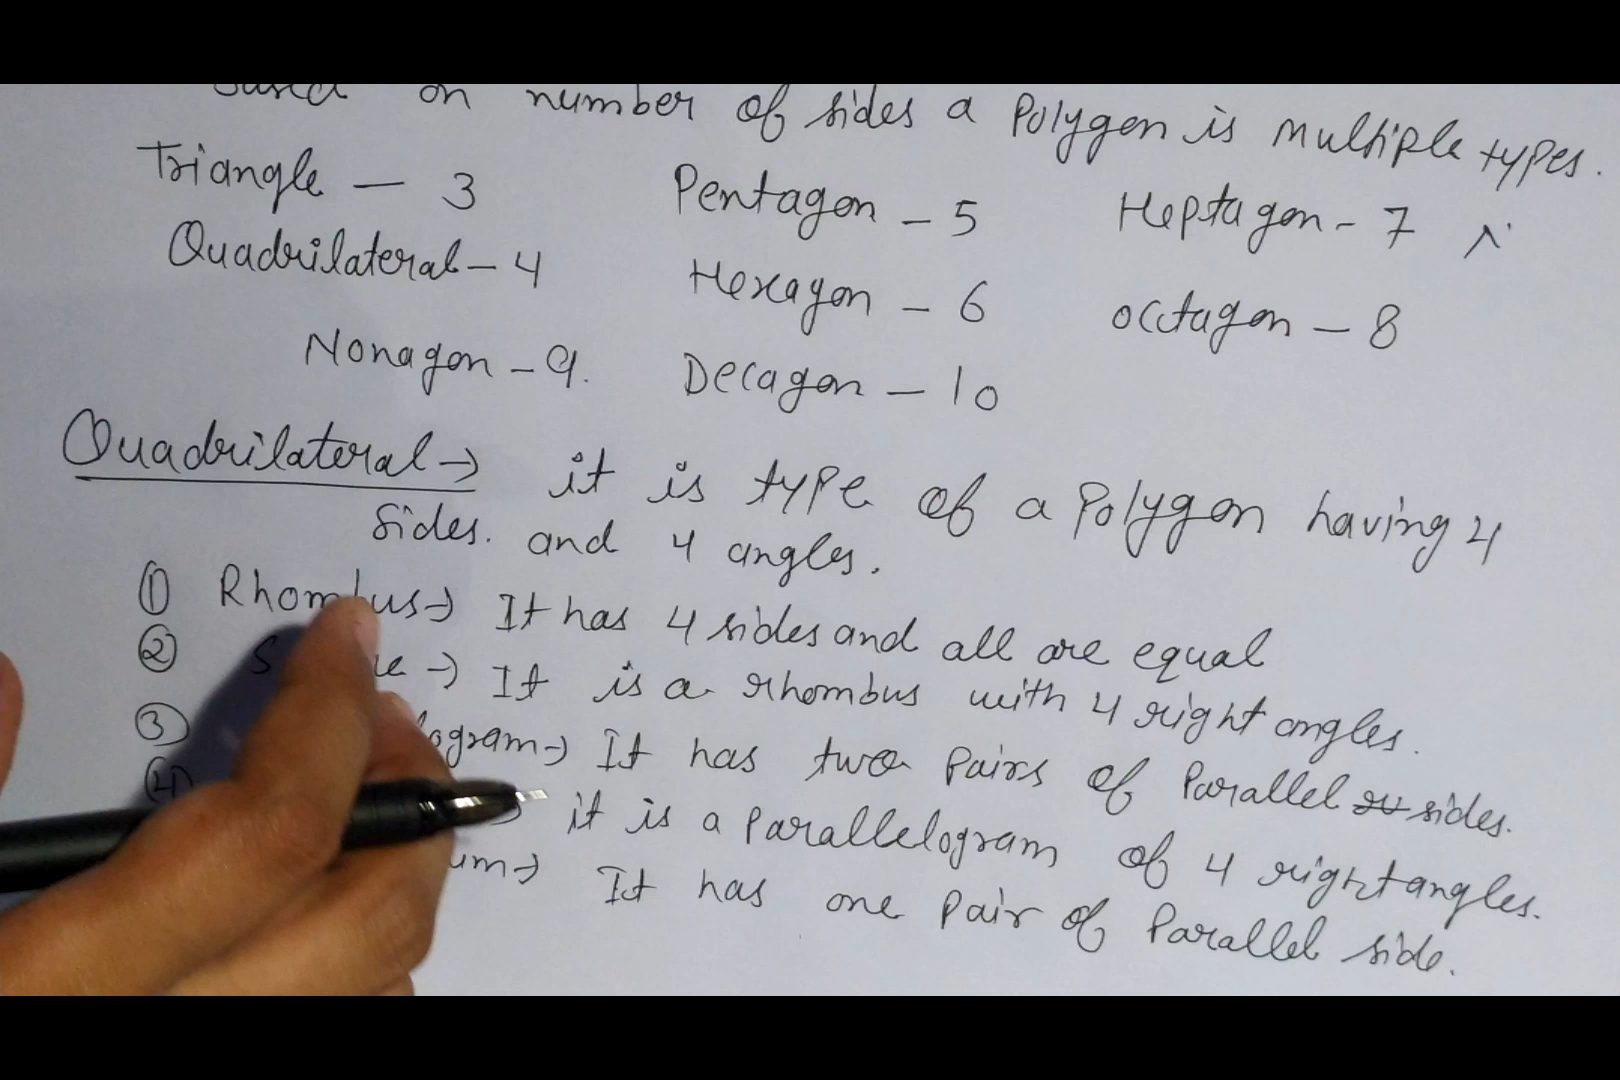 on number of sides a Polygon is multiple types.
Triangle — 3 Pentagon — 5 Heptagon - 7
Quadrilateral — 4 Hexagon — 6 Octagon — 8
Nonagon — 9. Decagon — 10
Quadrilateral → it is type of a Polygon having 4
sides. and 4 angles.
① Rhombus → It has 4 sides and all are equal
② → It is a rhombus with 4 right angles.
③ → It has two Pairs of Parallel sides.
④ it is a Parallelogram of 4 right angles.
→ It has one Pair of Parallel side.